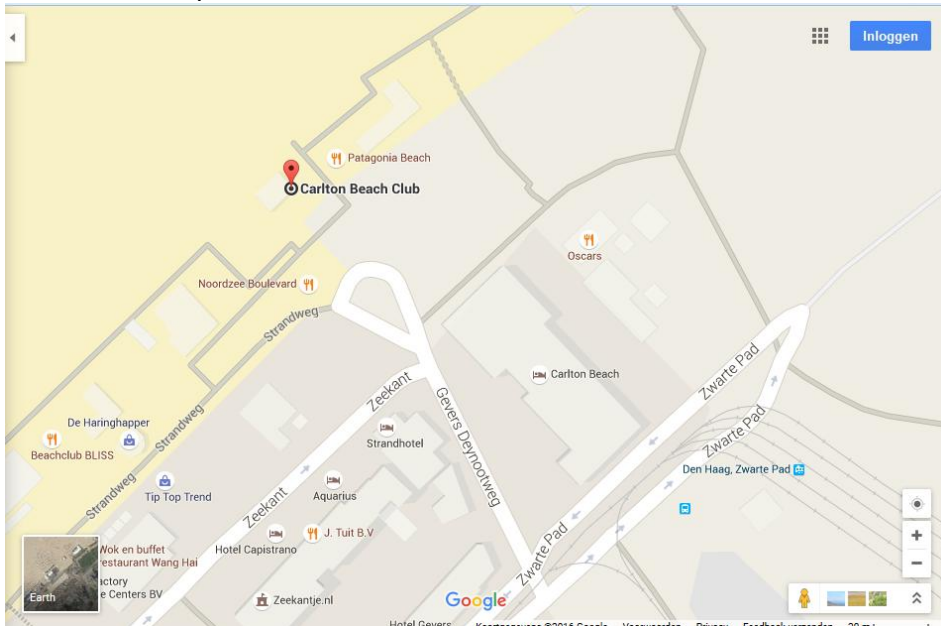 Inloggen
Patagonia Beach
Carlton Beach Club
Oscars
Noordzee Boulevard
Strandweg
Carlton Beach
Zwarte Pad
Zeekant
Gevers Deynootweg
De Haringhapper
Strandweg
Strandhotel
Zwarte Pad
Beachclub BLISS
Den Haag, Zwarte Pad
Tip Top Trend
Aquarius
Strandweg
Zeekant
J. Tuit B.V
Hotel Capistrano
Wok en buffet
restaurant Wang Hai
Zwarte Pad
actory
e Centers BV
Earth
Zeekantje.nl
Google
Hotel Gevers